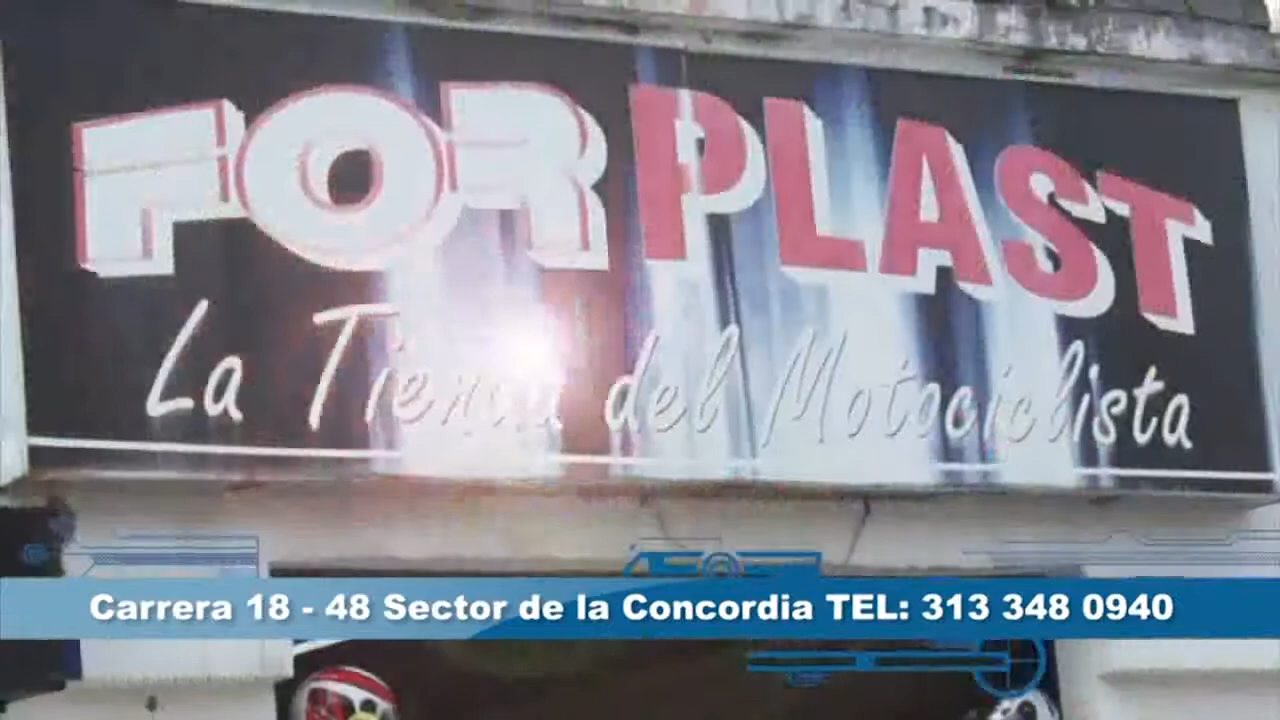 FORPLAST
La Tienda del Motociclista
Carrera 18 - 48 Sector de la Concordia TEL: 313 348 0940